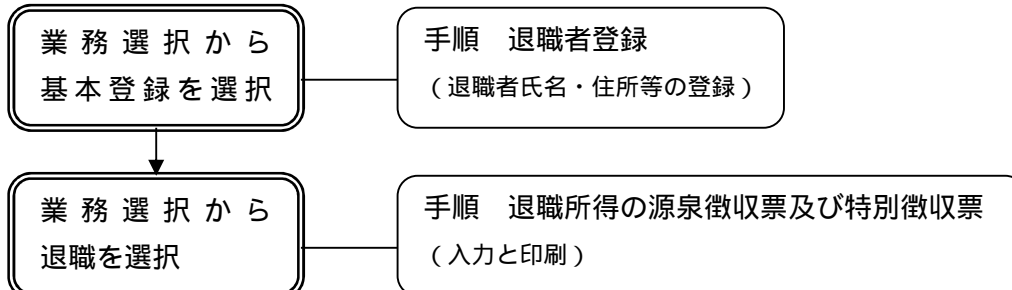 業務選択から
基本登録を選択
手順　退職者登録
（退職者氏名・住所等の登録）
業務選択から
退職を選択
手順　退職所得の源泉徴収票及び特別徴収票
（入力と印刷）